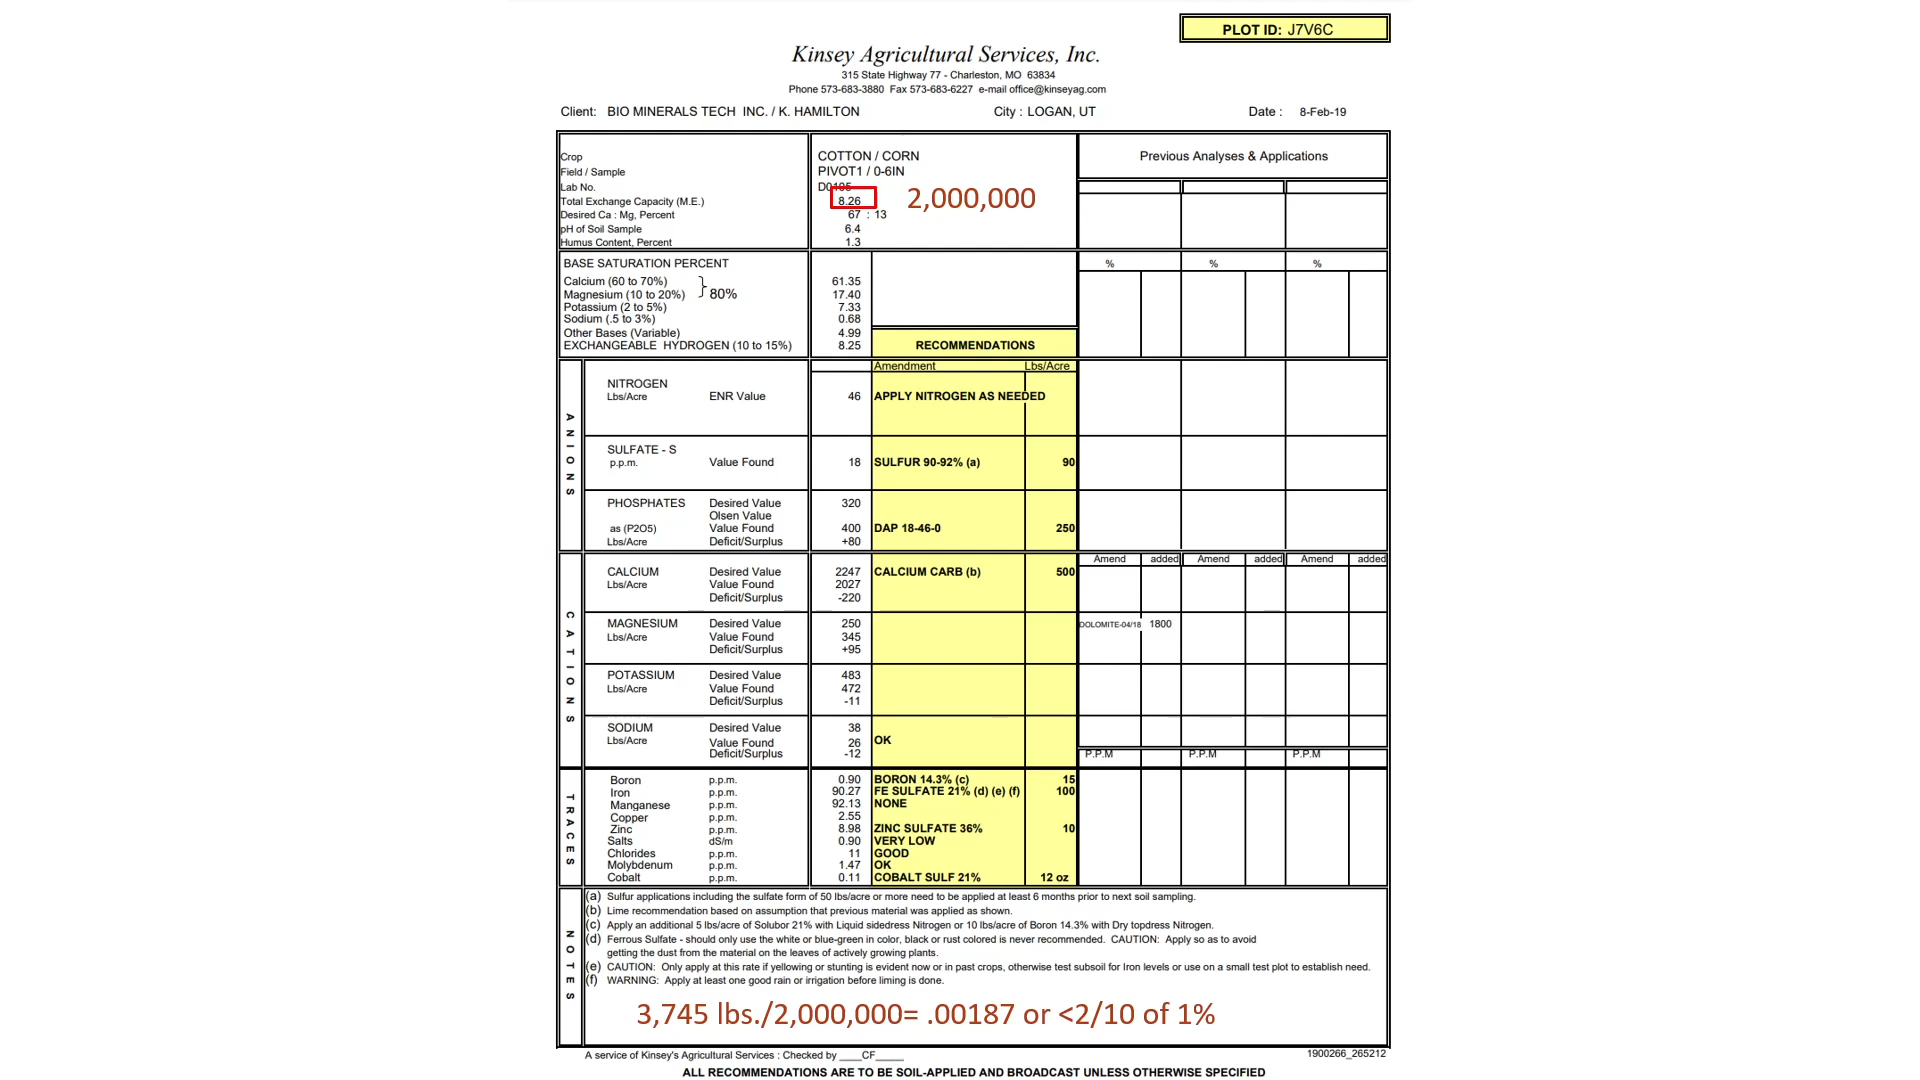 PLOT ID: J7V6C
Kinsey Agricultural Services, Inc.
315 State Highway 77 - Charleston, MO 63834
Phone 573-683-3880 Fax 573-683-6227 e-mail office@kinseyag.com
Client: BIO MINERALS TECH INC. / K. HAMILTON City : LOGAN, UT Date : 8-Feb-19
Crop COTTON / CORN Previous Analyses & Applications
Field / Sample PIVOT1 / 0-6IN
Lab No. D0195
Total Exchange Capacity (M.E.) 8.26 2,000,000
Desired Ca : Mg, Percent 67 : 13
pH of Soil Sample 6.4
Humus Content, Percent 1.3
BASE SATURATION PERCENT % % %
Calcium (60 to 70%) 61.35
Magnesium (10 to 20%) } 80% 17.40
Potassium (2 to 5%) 7.33
Sodium (.5 to 3%) 0.68
Other Bases (Variable) 4.99
EXCHANGEABLE HYDROGEN (10 to 15%) 8.25 RECOMMENDATIONS
Amendment Lbs/Acre
ANIONS
NITROGEN
Lbs/Acre ENR Value 46 APPLY NITROGEN AS NEEDED
SULFATE - S
p.p.m. Value Found 18 SULFUR 90-92% (a) 90
PHOSPHATES Desired Value 320
Olsen Value
as (P2O5) Value Found 400 DAP 18-46-0 250
Lbs/Acre Deficit/Surplus +80
Amend added Amend added Amend added
CATIONS
CALCIUM Desired Value 2247 CALCIUM CARB (b) 500
Lbs/Acre Value Found 2027
Deficit/Surplus -220
MAGNESIUM Desired Value 250 DOLOMITE-04/18 1800
Lbs/Acre Value Found 345
Deficit/Surplus +95
POTASSIUM Desired Value 483
Lbs/Acre Value Found 472
Deficit/Surplus -11
SODIUM Desired Value 38
Lbs/Acre Value Found 26 OK
Deficit/Surplus -12 P.P.M P.P.M P.P.M
TRACES
Boron p.p.m. 0.90 BORON 14.3% (c) 15
Iron p.p.m. 90.27 FE SULFATE 21% (d) (e) (f) 100
Manganese p.p.m. 92.13 NONE
Copper p.p.m. 2.55
Zinc p.p.m. 8.98 ZINC SULFATE 36% 10
Salts dS/m 0.90 VERY LOW
Chlorides p.p.m. 11 GOOD
Molybdenum p.p.m. 1.47 OK
Cobalt p.p.m. 0.11 COBALT SULF 21% 12 oz
NOTES
(a) Sulfur applications including the sulfate form of 50 lbs/acre or more need to be applied at least 6 months prior to next soil sampling.
(b) Lime recommendation based on assumption that previous material was applied as shown.
(c) Apply an additional 5 lbs/acre of Solubor 21% with Liquid sidedress Nitrogen or 10 lbs/acre of Boron 14.3% with Dry topdress Nitrogen.
(d) Ferrous Sulfate - should only use the white or blue-green in color, black or rust colored is never recommended. CAUTION: Apply so as to avoid
getting the dust from the material on the leaves of actively growing plants.
(e) CAUTION: Only apply at this rate if yellowing or stunting is evident now or in past crops, otherwise test subsoil for Iron levels or use on a small test plot to establish need.
(f) WARNING: Apply at least one good rain or irrigation before liming is done.
3,745 lbs./2,000,000= .00187 or <2/10 of 1%
A service of Kinsey's Agricultural Services : Checked by ____CF_____ 1900266_265212
ALL RECOMMENDATIONS ARE TO BE SOIL-APPLIED AND BROADCAST UNLESS OTHERWISE SPECIFIED